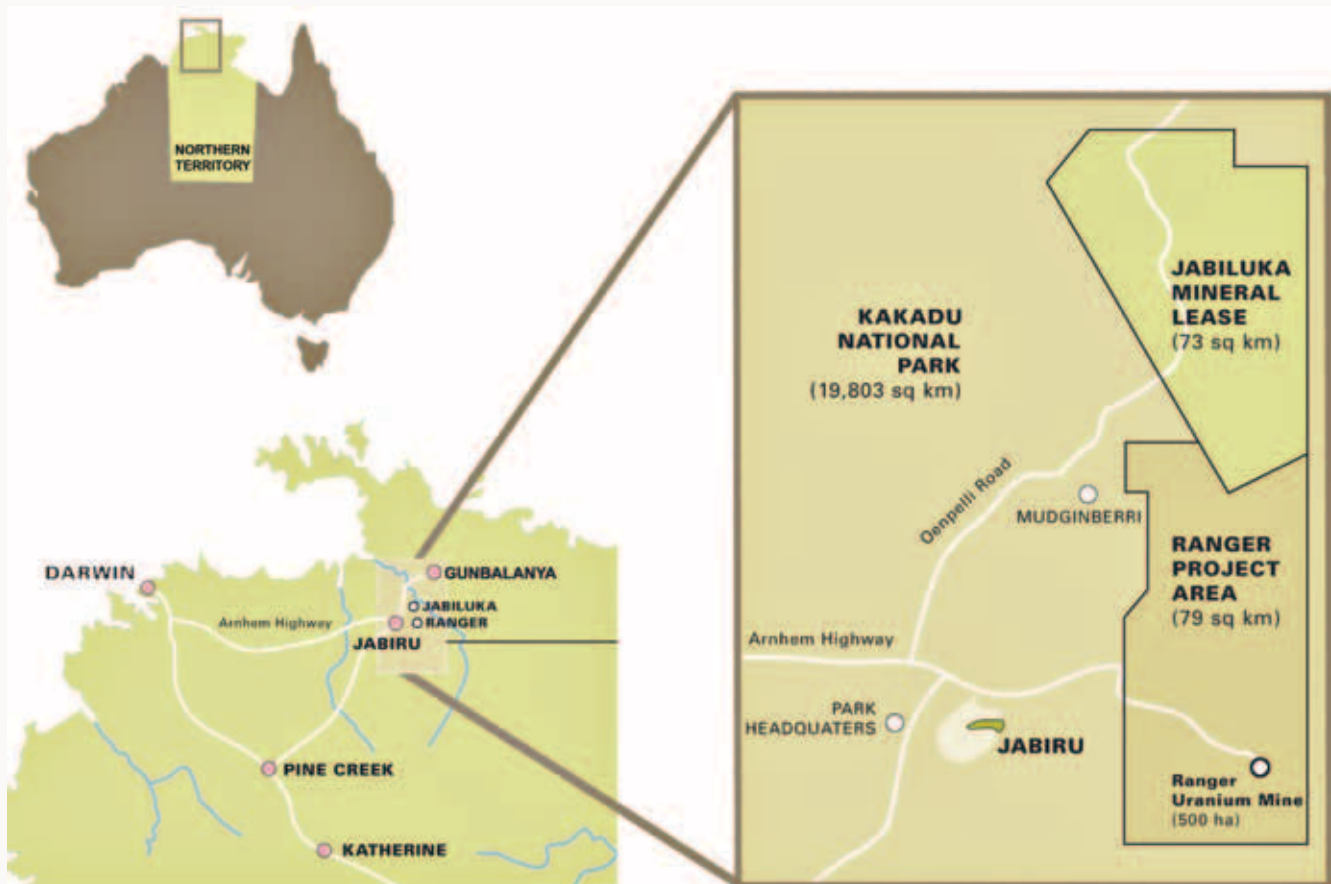 NORTHERN
TERRITORY
DARWIN
GUNBALANYA
JABILUKA
RANGER
Arnhem Highway
JABIRU
PINE CREEK
KATHERINE
JABILUKA
MINERAL
LEASE
(73 sq km)
KAKADU
NATIONAL
PARK
(19,803 sq km)
Oenpelli Road
MUDGINBERRI
RANGER
PROJECT
AREA
(79 sq km)
Arnhem Highway
PARK
HEADQUATERS
JABIRU
Ranger
Uranium Mine
(500 ha)